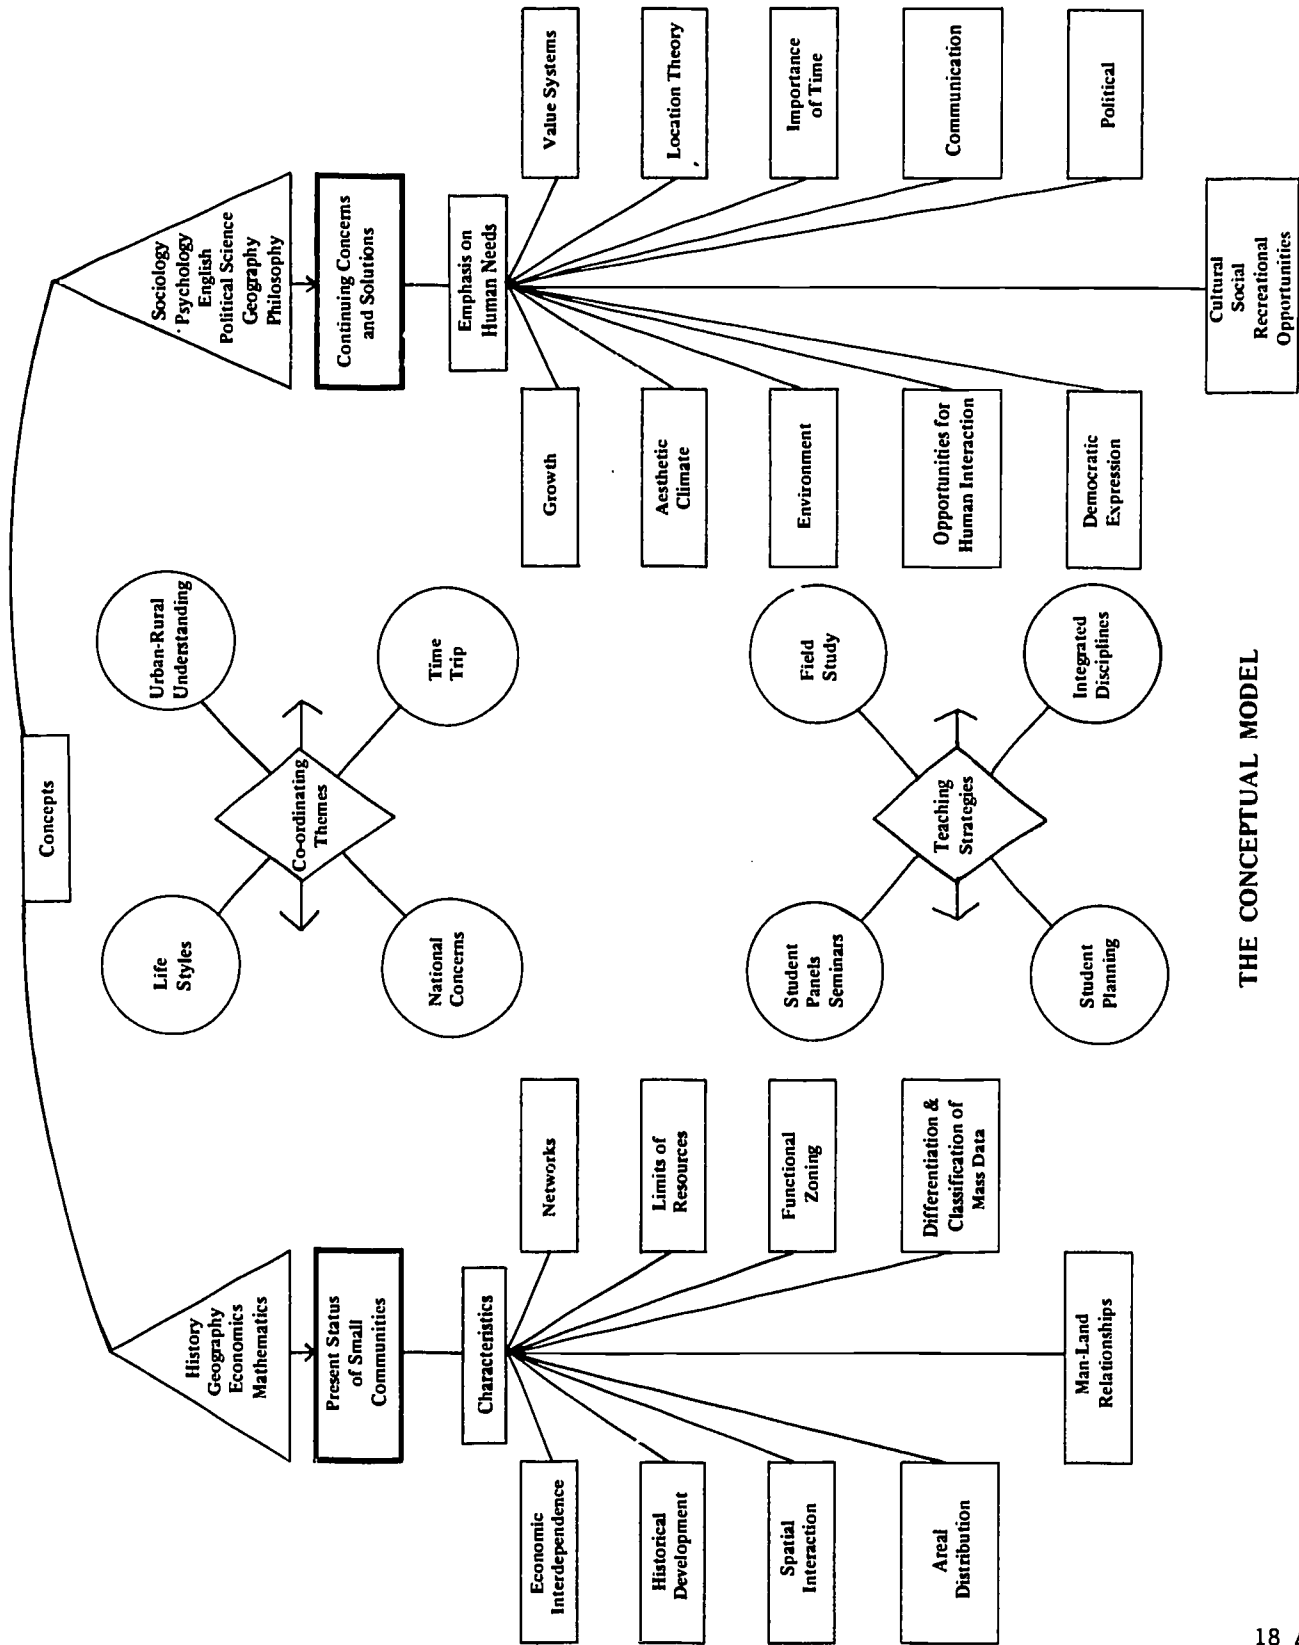 Concepts
History
Geography
Economics
Mathematics
Present Status
of Small
Communities
Characteristics
Economic
Interdependence
Networks
Historical
Development
Limits of
Resources
Spatial
Interaction
Functional
Zoning
Areal
Distribution
Differentiation &
Classification of
Mass Data
Man-Land
Relationships
Life
Styles
Urban-Rural
Understanding
Co-ordinating
Themes
National
Concerns
Time
Trip
Student
Panels
Seminars
Field
Study
Teaching
Strategies
Student
Planning
Integrated
Disciplines
Sociology
Psychology
English
Political Science
Geography
Philosophy
Continuing Concerns
and Solutions
Emphasis on
Human Needs
Growth
Value Systems
Aesthetic
Climate
Location Theory
Environment
Importance
of Time
Opportunities for
Human Interaction
Communication
Democratic
Expression
Political
Cultural
Social
Recreational
Opportunities
THE CONCEPTUAL MODEL
18